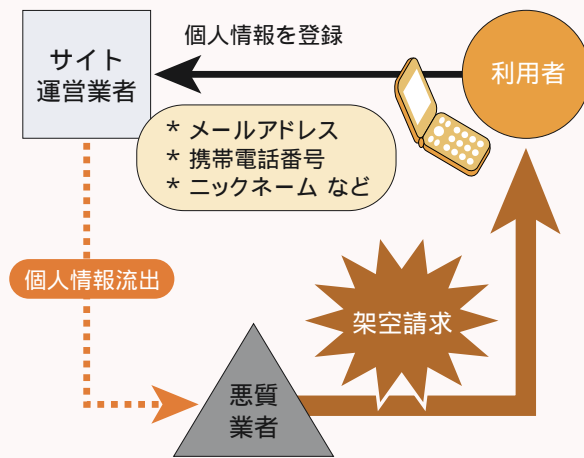 個人情報を登録
サイト
運営業者
利用者
* メールアドレス
* 携帯電話番号
* ニックネーム など
個人情報流出
架空請求
悪質
業者